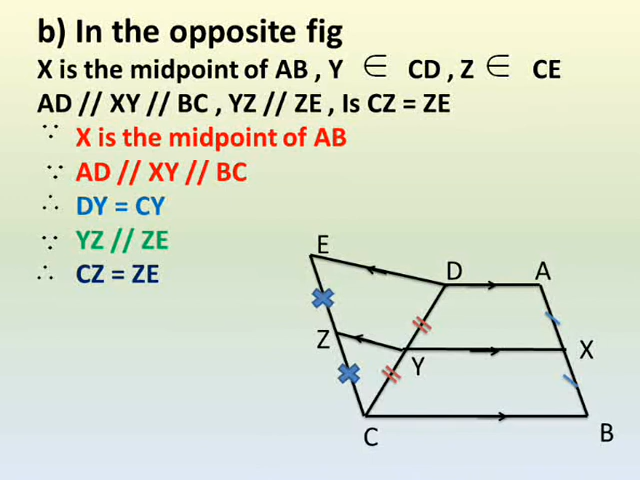 b) In the opposite fig
X is the midpoint of AB , Y ∈ CD , Z ∈ CE
AD // XY // BC , YZ // ZE , Is CZ = ZE
∵ X is the midpoint of AB
∵ AD // XY // BC
∴ DY = CY
∵ YZ // ZE
∴ CZ = ZE
E
D
A
Z
Y
X
C
B